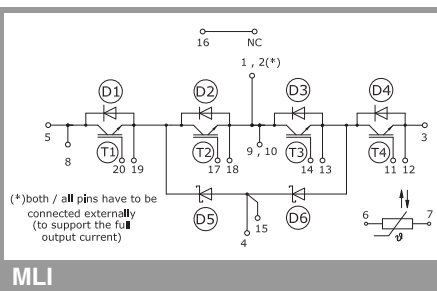 16 NC
1 , 2(*)
D1 D2 D3 D4
5 3
8 T1 20 19 T2 17 18 9 , 10 T3 14 13 T4 11 12
(*)both / all pins have to be
connected externally
(to support the full
output current)
D5 D6
15
4
6 7
ϑ
MLI